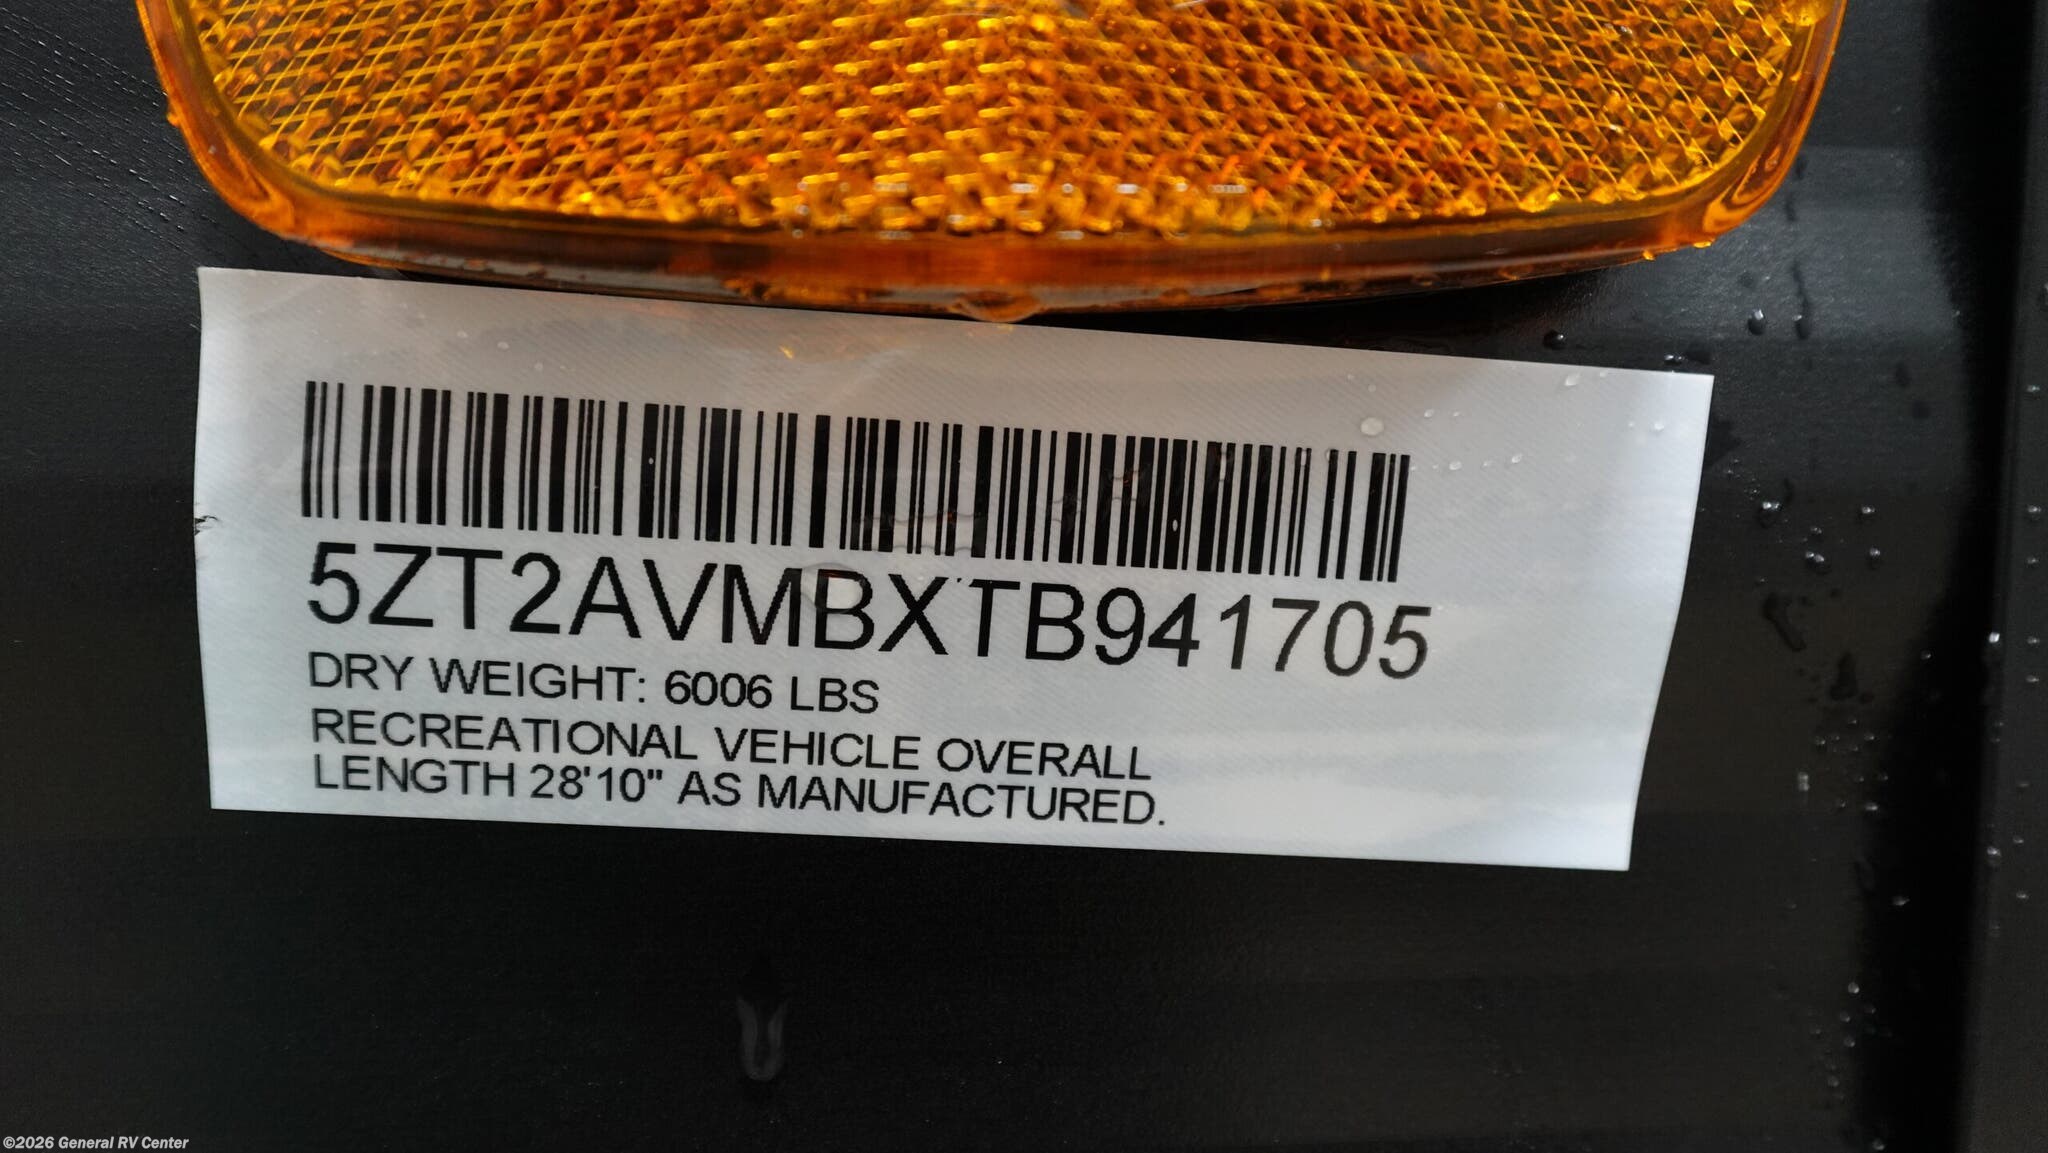 5ZT2AVMBXTB941705
DRY WEIGHT: 6006 LBS
RECREATIONAL VEHICLE OVERALL
LENGTH 28'10" AS MANUFACTURED.
©2026 General RV Center